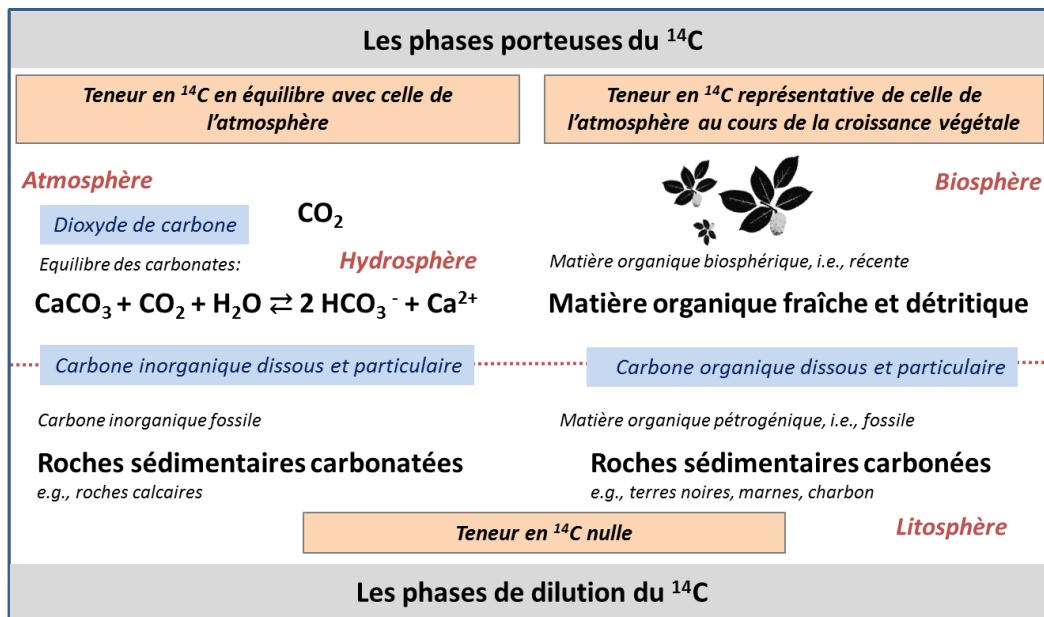 Les phases porteuses du ¹⁴C
Teneur en ¹⁴C en équilibre avec celle de
l'atmosphère
Teneur en ¹⁴C représentative de celle de
l'atmosphère au cours de la croissance végétale
Atmosphère
Biosphère
CO₂
Dioxyde de carbone
Equilibre des carbonates:
Hydrosphère
Matière organique biosphérique, i.e., récente
CaCO₃ + CO₂ + H₂O ⇄ 2 HCO₃⁻ + Ca²⁺
Matière organique fraîche et détritique
Carbone inorganique dissous et particulaire
Carbone organique dissous et particulaire
Carbone inorganique fossile
Matière organique pétrogénique, i.e., fossile
Roches sédimentaires carbonatées
Roches sédimentaires carbonées
e.g., roches calcaires
e.g., terres noires, marnes, charbon
Teneur en ¹⁴C nulle
Litosphère
Les phases de dilution du ¹⁴C